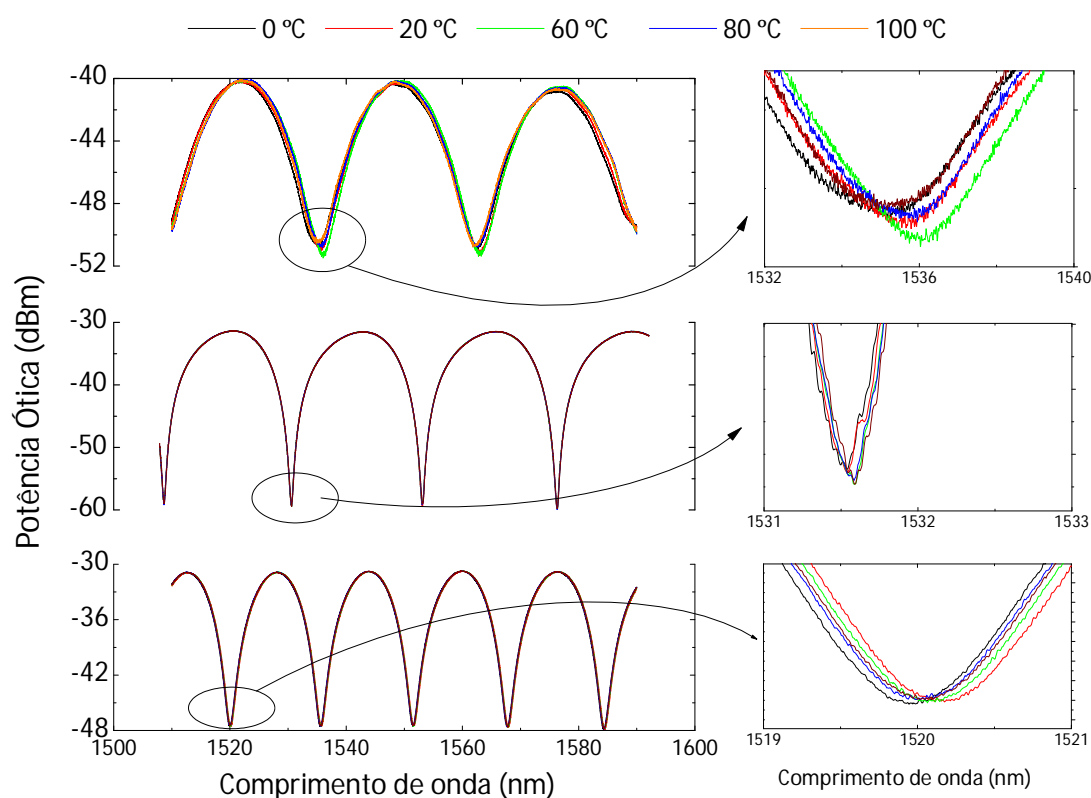 0 ºC 20 ºC 60 ºC 80 ºC 100 ºC
-40
-44
-48
-52
1532 1536 1540
-30
-40
-50
-60
1531 1532 1533
-30
-36
-42
-48
1500 1520 1540 1560 1580 1600
1519 1520 1521
Potência Ótica (dBm)
Comprimento de onda (nm)
Comprimento de onda (nm)